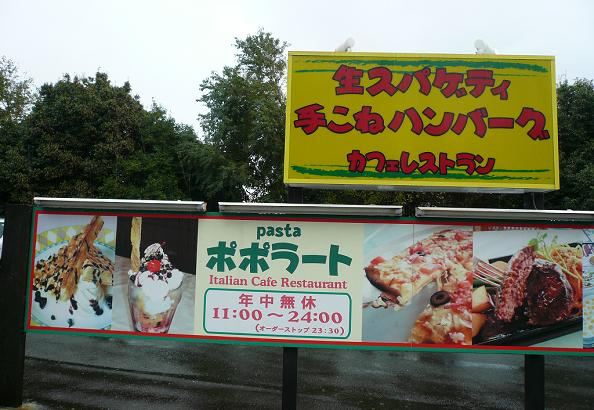 生スパゲティ
手こねハンバーグ
カフェレストラン
pasta
ポポラート
Italian Cafe Restaurant
年中無休
11:00～24:00
(オーダーストップ 23:30)